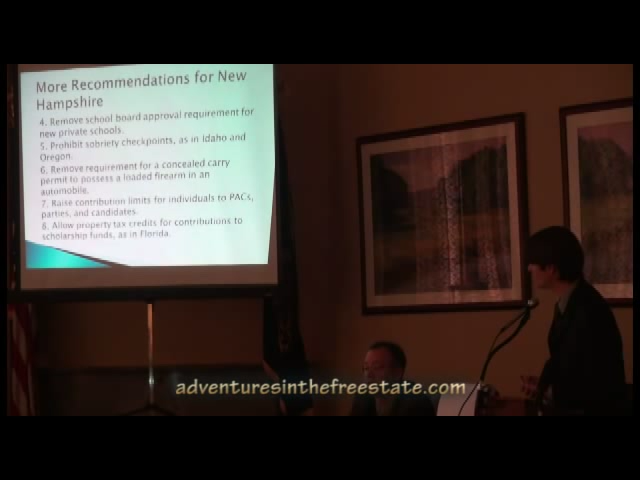 More Recommendations for New
Hampshire
4. Remove school board approval requirement for
new private schools.
5. Prohibit sobriety checkpoints, as in Idaho and
Oregon.
6. Remove requirement for a concealed carry
permit to possess a loaded firearm in an
automobile.
7. Raise contribution limits for individuals to PACs,
parties, and candidates.
8. Allow property tax credits for contributions to
scholarship funds, as in Florida.
adventuresinthefreestate.com